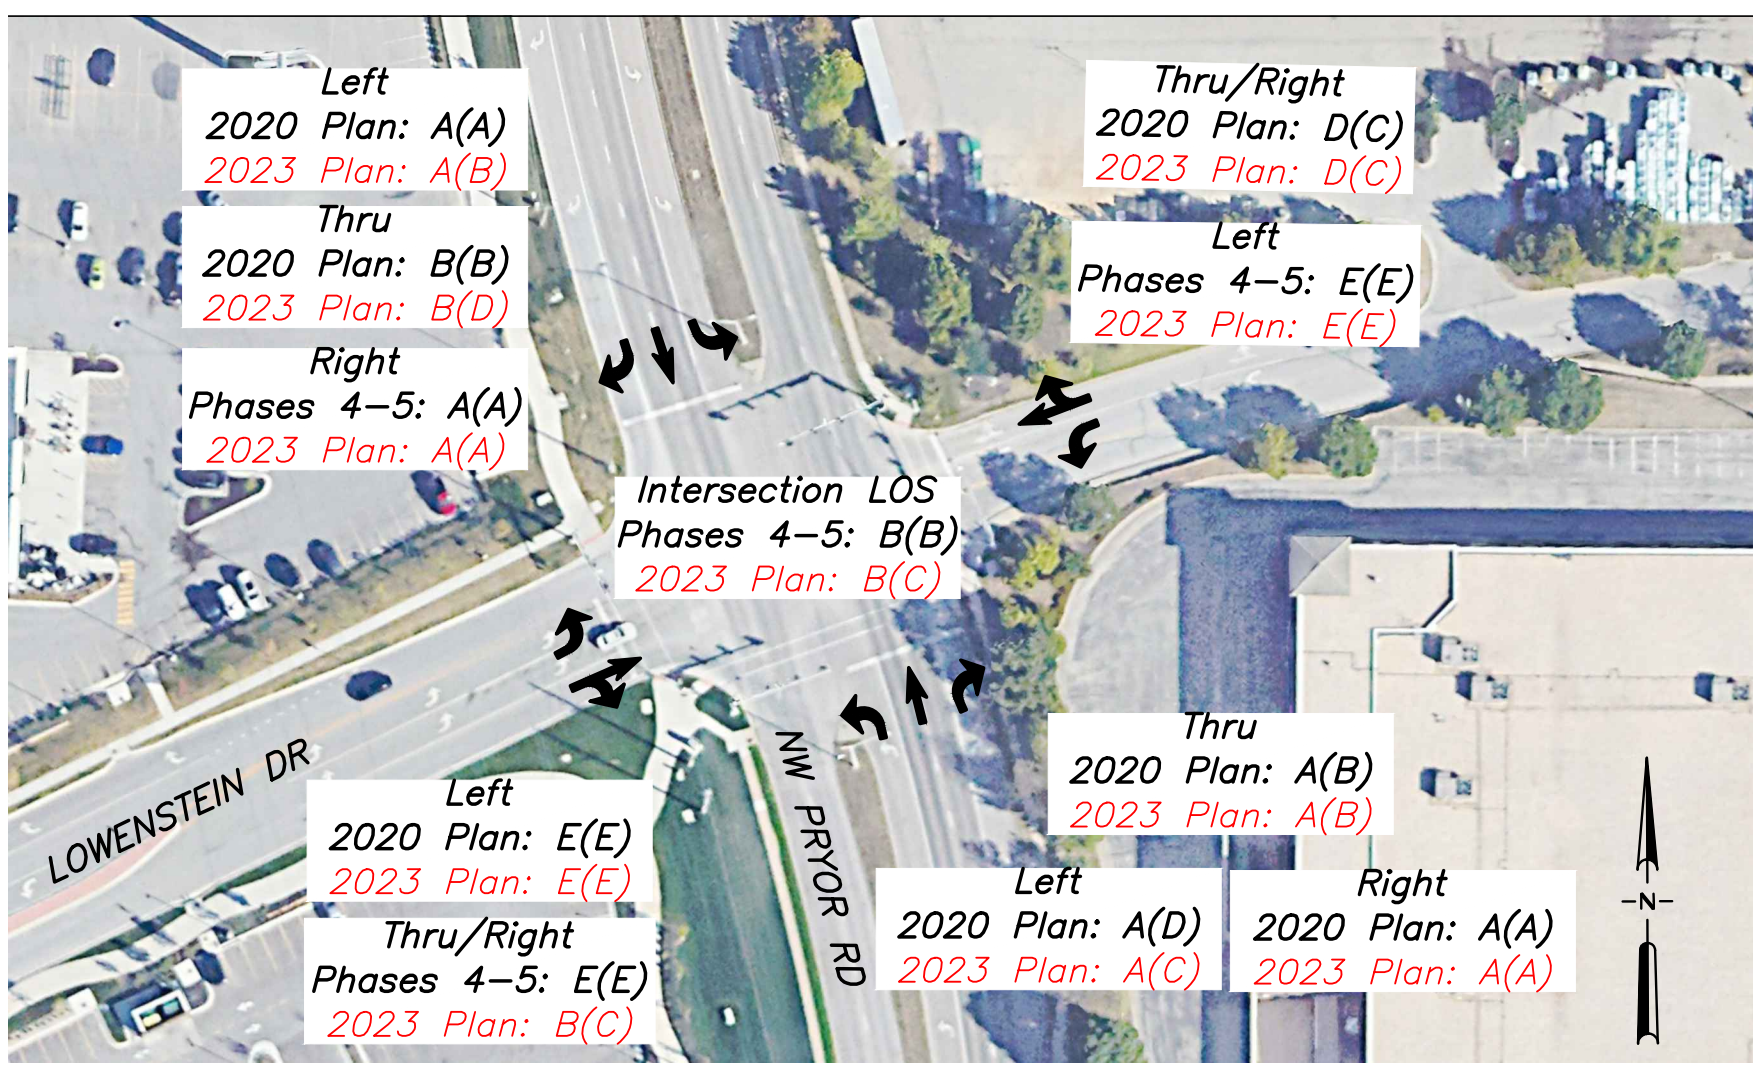 Left
2020 Plan: A(A)
2023 Plan: A(B)
Thru
2020 Plan: B(B)
2023 Plan: B(D)
Right
Phases 4-5: A(A)
2023 Plan: A(A)
Thru/Right
2020 Plan: D(C)
2023 Plan: D(C)
Left
Phases 4-5: E(E)
2023 Plan: E(E)
Intersection LOS
Phases 4-5: B(B)
2023 Plan: B(C)
LOWENSTEIN DR
NW PRYOR RD
Left
2020 Plan: E(E)
2023 Plan: E(E)
Thru/Right
Phases 4-5: E(E)
2023 Plan: B(C)
Thru
2020 Plan: A(B)
2023 Plan: A(B)
Left
2020 Plan: A(D)
2023 Plan: A(C)
Right
2020 Plan: A(A)
2023 Plan: A(A)
N